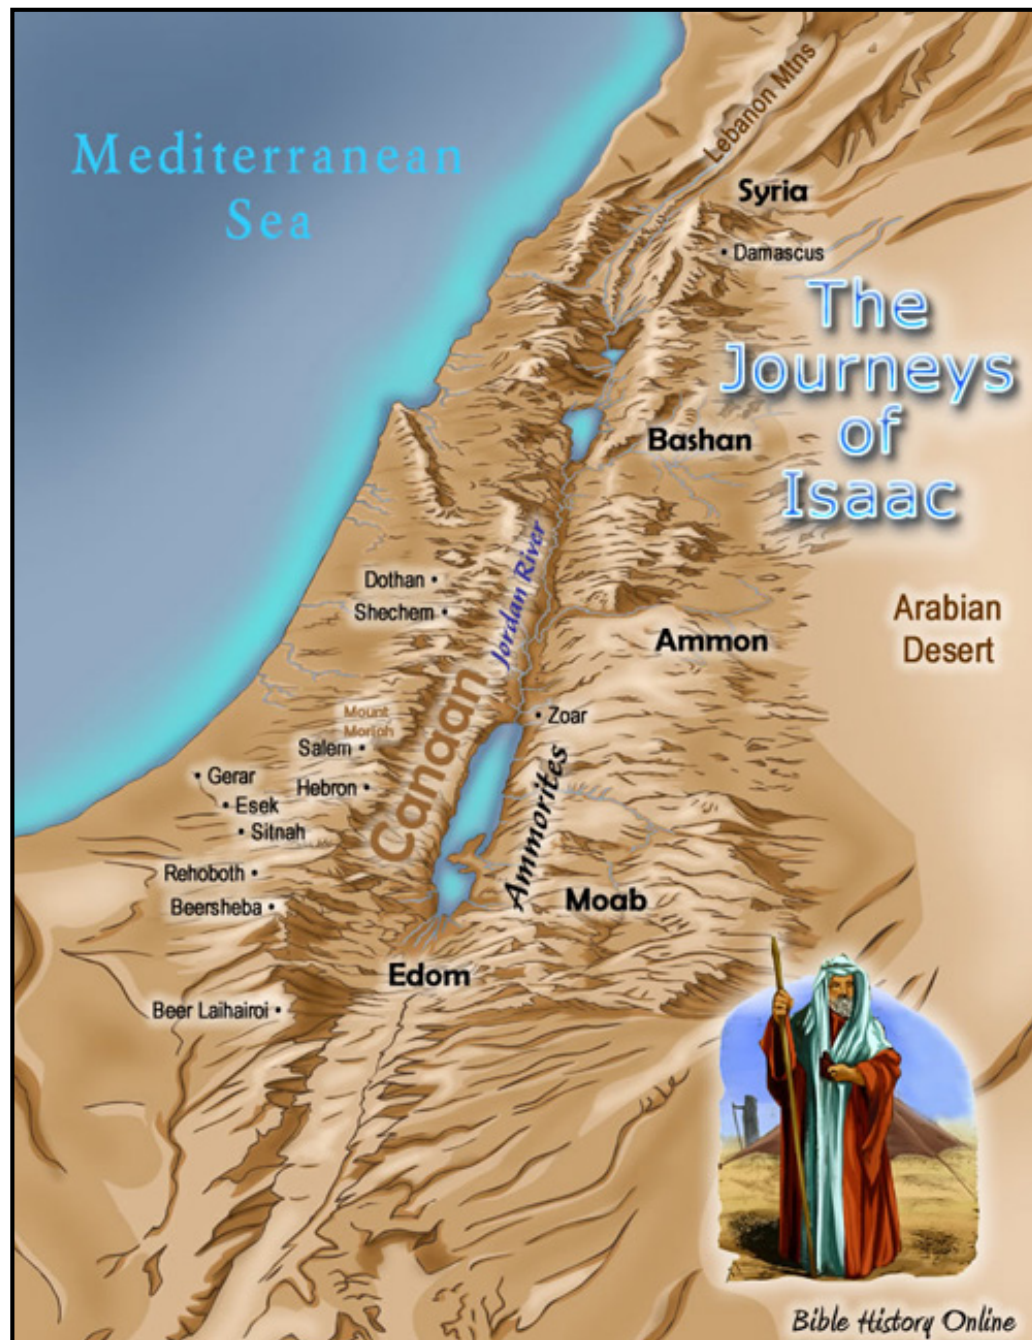 Lebanon Mtns
Mediterranean
Sea
Syria
Damascus
The
Journeys
of
Isaac
Bashan
Jordan River
Dothan
Shechem
Arabian
Desert
Ammon
Canaan
Mount
Moriah
Zoar
Salem
Ammorites
Gerar
Hebron
Esek
Sitnah
Rehoboth
Beersheba
Moab
Edom
Beer Laihairoi
Bible History Online